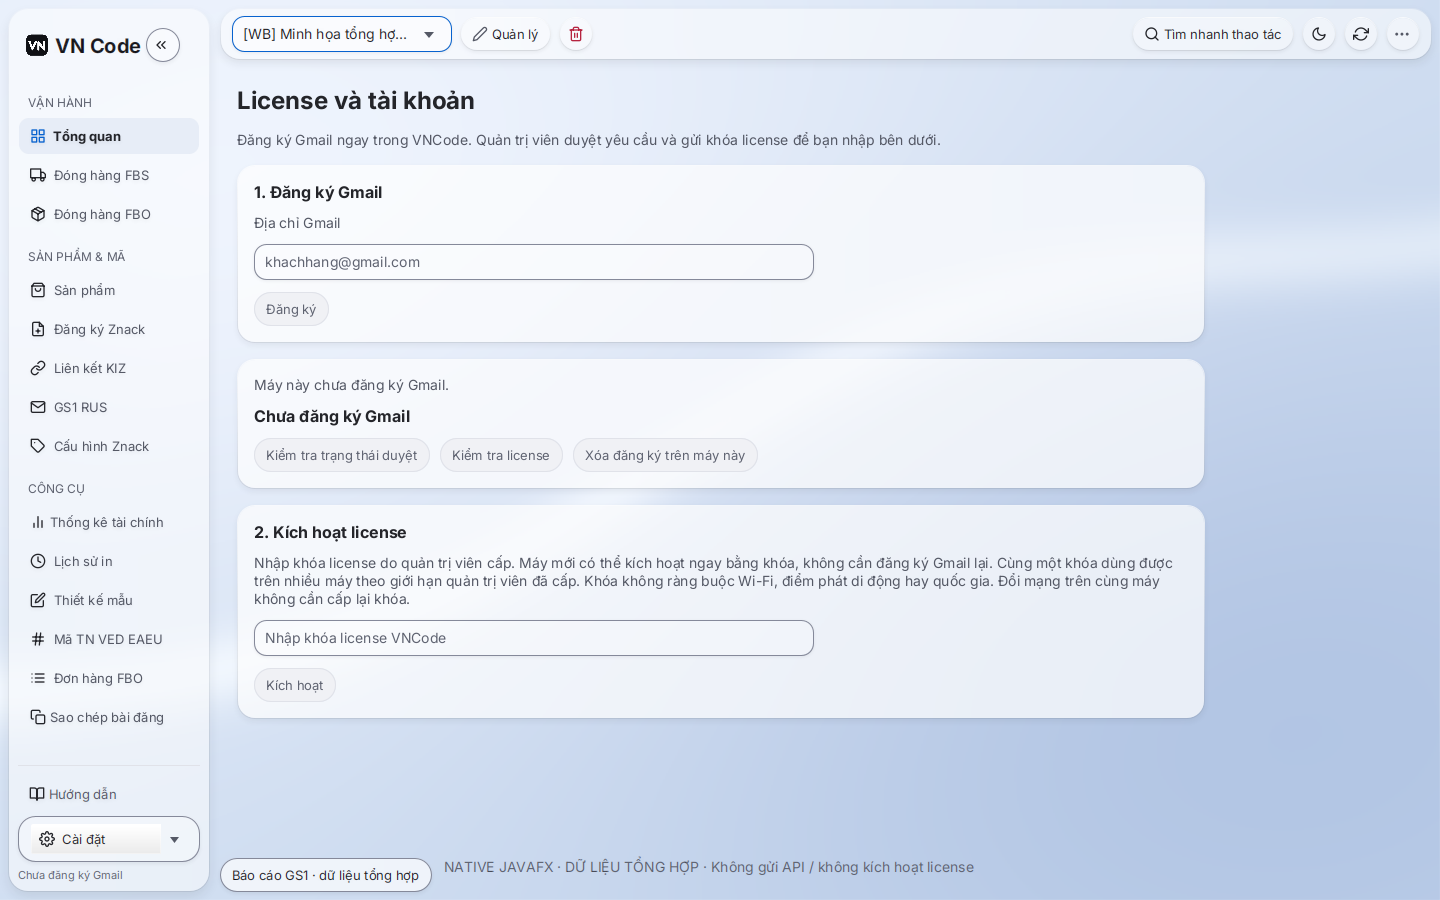 VN Code
VẬN HÀNH
Tổng quan
Đóng hàng FBS
Đóng hàng FBO
SẢN PHẨM & MÃ
Sản phẩm
Đăng ký Znack
Liên kết KIZ
GS1 RUS
Cấu hình Znack
CÔNG CỤ
Thống kê tài chính
Lịch sử in
Thiết kế mẫu
Mã TN VED EAEU
Đơn hàng FBO
Sao chép bài đăng
Hướng dẫn
Cài đặt
Chưa đăng ký Gmail
[WB] Minh họa tổng hợ...
Quản lý
Tìm nhanh thao tác
License và tài khoản
Đăng ký Gmail ngay trong VNCode. Quản trị viên duyệt yêu cầu và gửi khóa license để bạn nhập bên dưới.
1. Đăng ký Gmail
Địa chỉ Gmail
khachhang@gmail.com
Đăng ký
Máy này chưa đăng ký Gmail.
Chưa đăng ký Gmail
Kiểm tra trạng thái duyệt
Kiểm tra license
Xóa đăng ký trên máy này
2. Kích hoạt license
Nhập khóa license do quản trị viên cấp. Máy mới có thể kích hoạt ngay bằng khóa, không cần đăng ký Gmail lại. Cùng một khóa dùng được
trên nhiều máy theo giới hạn quản trị viên đã cấp. Khóa không ràng buộc Wi-Fi, điểm phát di động hay quốc gia. Đổi mạng trên cùng máy
không cần cấp lại khóa.
Nhập khóa license VNCode
Kích hoạt
Báo cáo GS1 · dữ liệu tổng hợp
NATIVE JAVAFX · DỮ LIỆU TỔNG HỢP · Không gửi API / không kích hoạt license